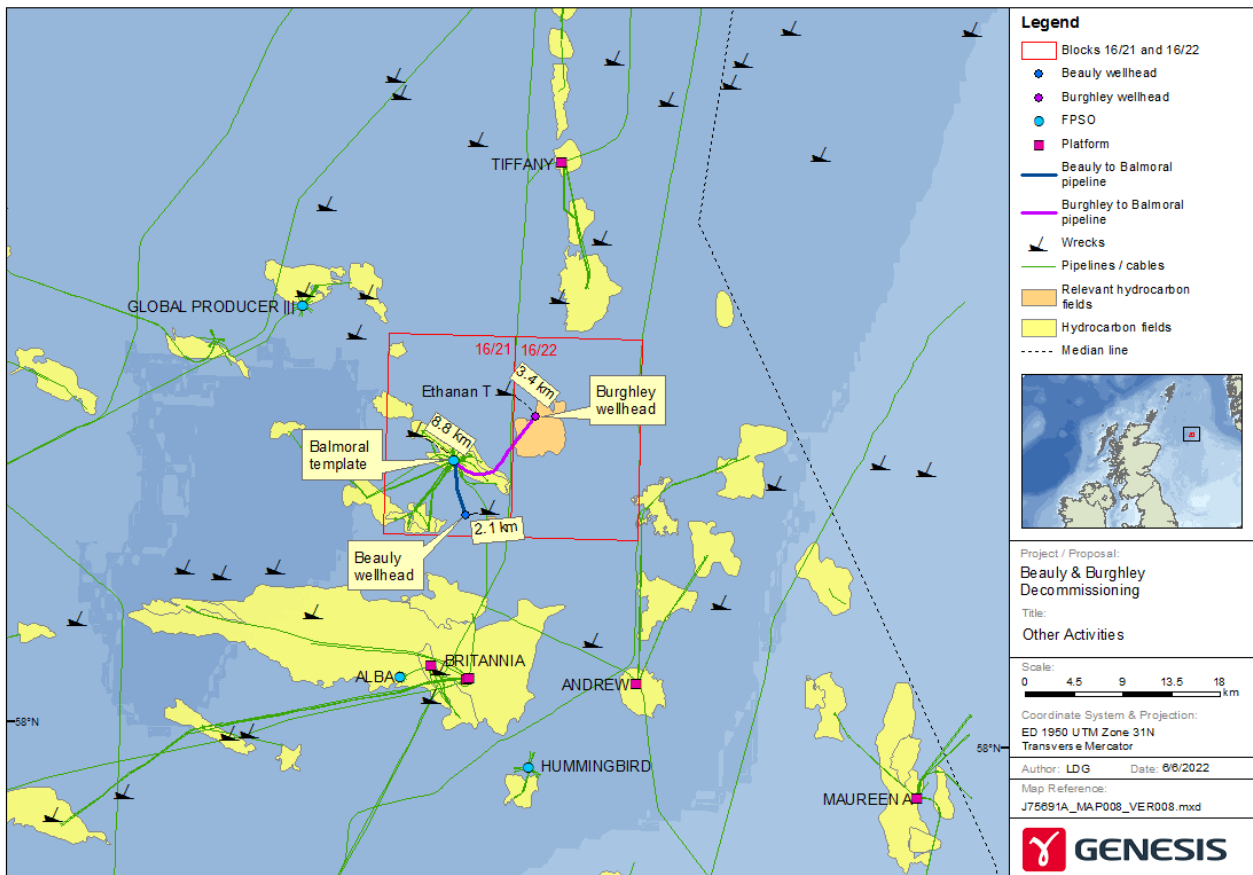 TIFFANY
GLOBAL PRODUCER III
16/21
16/22
Ethanan T
3.4 km
Burghley
wellhead
8.8 km
Balmoral
template
2.1 km
Beauly
wellhead
BRITANNIA
ALBA
ANDREW
58°N
58°N
HUMMINGBIRD
MAUREEN A
Legend
Blocks 16/21 and 16/22
Beauly wellhead
Burghley wellhead
FPSO
Platform
Beauly to Balmoral
pipeline
Burghley to Balmoral
pipeline
Wrecks
Pipelines / cables
Relevant hydrocarbon
fields
Hydrocarbon fields
Median line
Project / Proposal:
Beauly & Burghley
Decommissioning
Title:
Other Activities
Scale:
0 4.5 9 13.5 18
km
Coordinate System & Projection:
ED 1950 UTM Zone 31N
Transverse Mercator
Author: LDG Date: 6/6/2022
Map Reference:
J75691A_MAP008_VER008.mxd
GENESIS